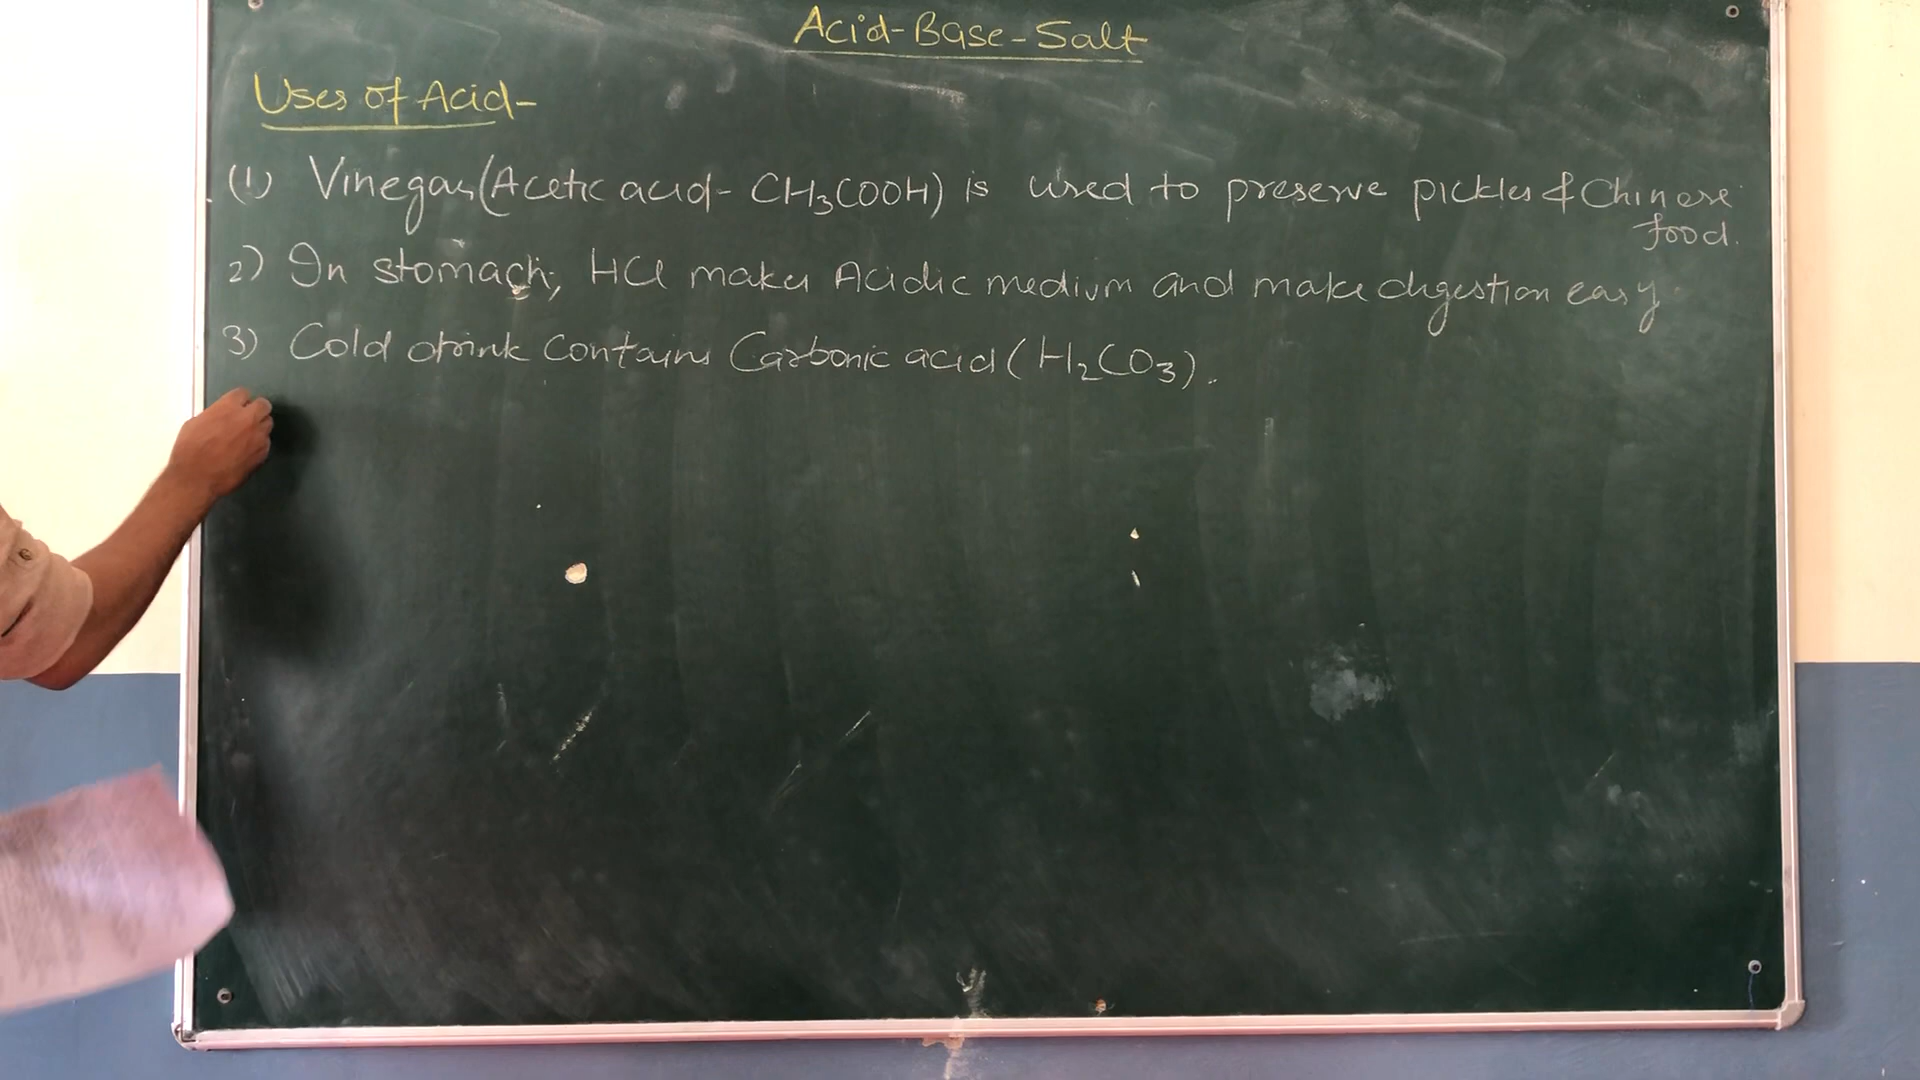 Acid-Base-Salt
Uses of Acid-
(1) Vinegar (Acetic acid- CH3COOH) is used to preserve pickles & Chinese
food.
2) In stomach, HCl makes Acidic medium and make digestion easy
3) Cold drink contains Carbonic acid (H2CO3).